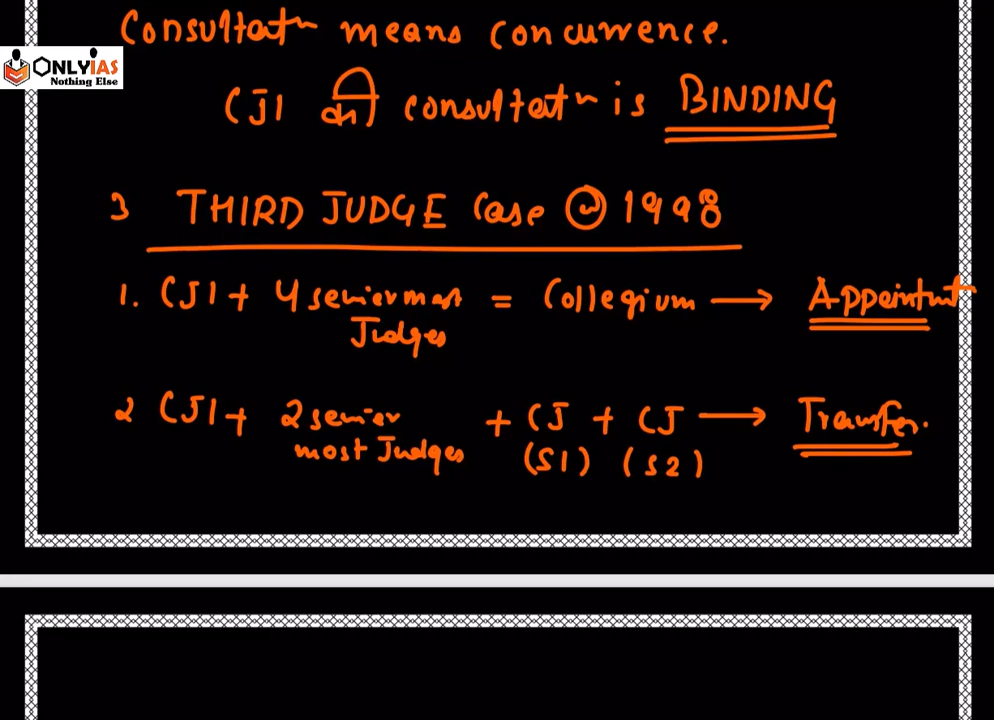 Consultatn means concurrence.
ONLYIAS
Nothing Else
CJI की consultatn is BINDING
3 THIRD JUDGE Case @ 1998
1. CJI + 4 seniormost = Collegium → Appointmt
Judges
2 CJI + 2 senior + CJ + CJ → Transfer.
most Judges (S1) (S2)